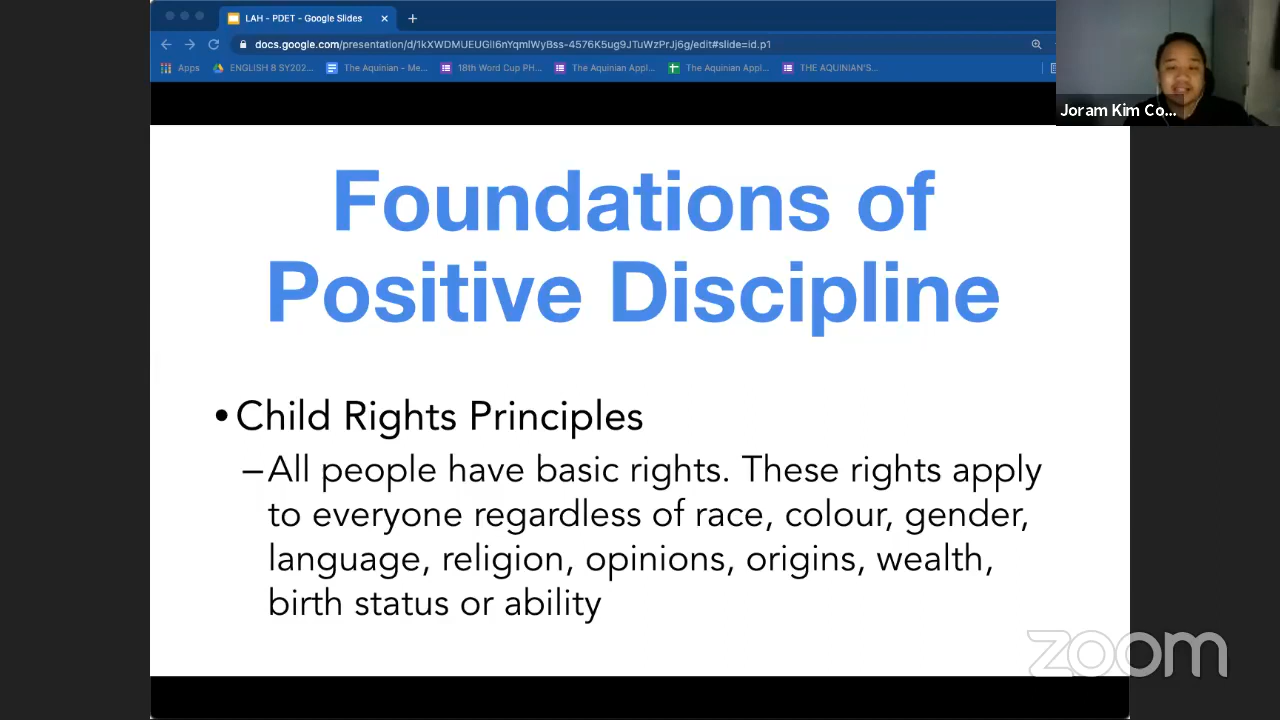 LAH - PDET - Google Slides
docs.google.com/presentation/d/1kXWDMUEUGlI6nYqmlWyBss-4576K5ug9JTuWzPrJj6g/edit#slide=id.p1
Apps ENGLISH 8 SY202... The Aquinian - Me... 18th Word Cup PH... The Aquinian Appl... The Aquinian Appl... THE AQUINIAN'S...
Joram Kim Co...
Foundations of
Positive Discipline
• Child Rights Principles
–All people have basic rights. These rights apply
to everyone regardless of race, colour, gender,
language, religion, opinions, origins, wealth,
birth status or ability
zoom